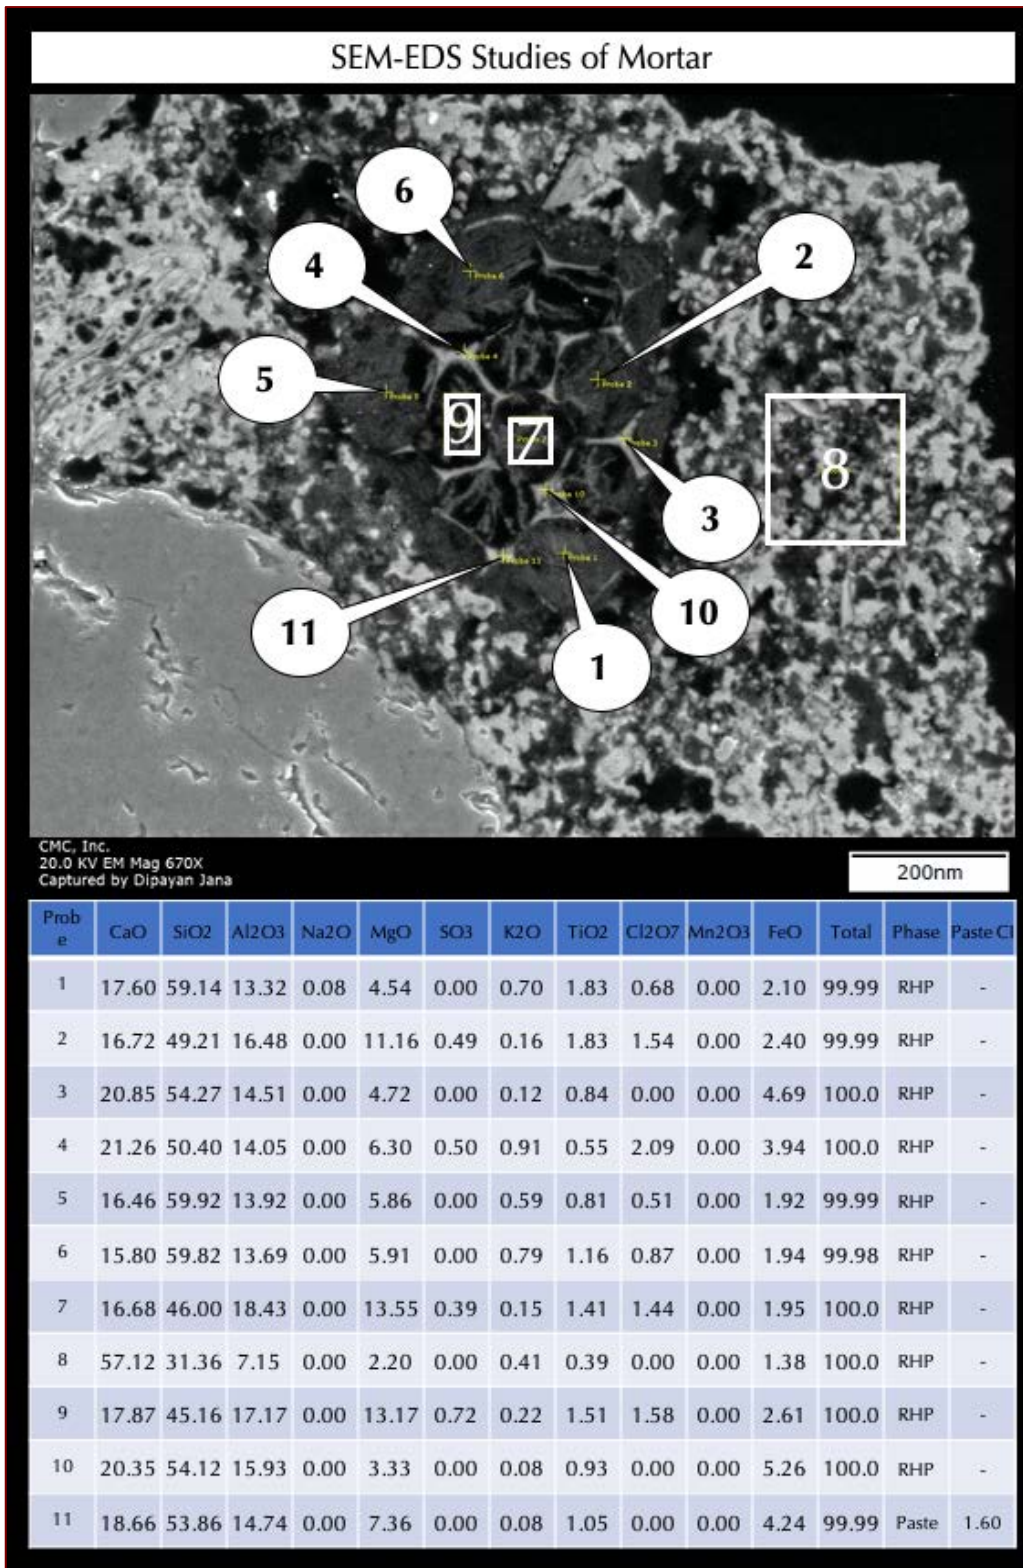 SEM-EDS Studies of Mortar
6
4
2
5
9
7
8
3
10
11
1
Probe 6
Probe 2
Probe 1
CMC, Inc.
20.0 KV EM Mag 670X
Captured by Dipayan Jana
200nm
Prob e CaO SiO2 Al2O3 Na2O MgO SO3 K2O TiO2 Cl2O7 Mn2O3 FeO Total Phase Paste CI
1 17.60 59.14 13.32 0.08 4.54 0.00 0.70 1.83 0.68 0.00 2.10 99.99 RHP -
2 16.72 49.21 16.48 0.00 11.16 0.49 0.16 1.83 1.54 0.00 2.40 99.99 RHP -
3 20.85 54.27 14.51 0.00 4.72 0.00 0.12 0.84 0.00 0.00 4.69 100.0 RHP -
4 21.26 50.40 14.05 0.00 6.30 0.50 0.91 0.55 2.09 0.00 3.94 100.0 RHP -
5 16.46 59.92 13.92 0.00 5.86 0.00 0.59 0.81 0.51 0.00 1.92 99.99 RHP -
6 15.80 59.82 13.69 0.00 5.91 0.00 0.79 1.16 0.87 0.00 1.94 99.98 RHP -
7 16.68 46.00 18.43 0.00 13.55 0.39 0.15 1.41 1.44 0.00 1.95 100.0 RHP -
8 57.12 31.36 7.15 0.00 2.20 0.00 0.41 0.39 0.00 0.00 1.38 100.0 RHP -
9 17.87 45.16 17.17 0.00 13.17 0.72 0.22 1.51 1.58 0.00 2.61 100.0 RHP -
10 20.35 54.12 15.93 0.00 3.33 0.00 0.08 0.93 0.00 0.00 5.26 100.0 RHP -
11 18.66 53.86 14.74 0.00 7.36 0.00 0.08 1.05 0.00 0.00 4.24 99.99 Paste 1.60